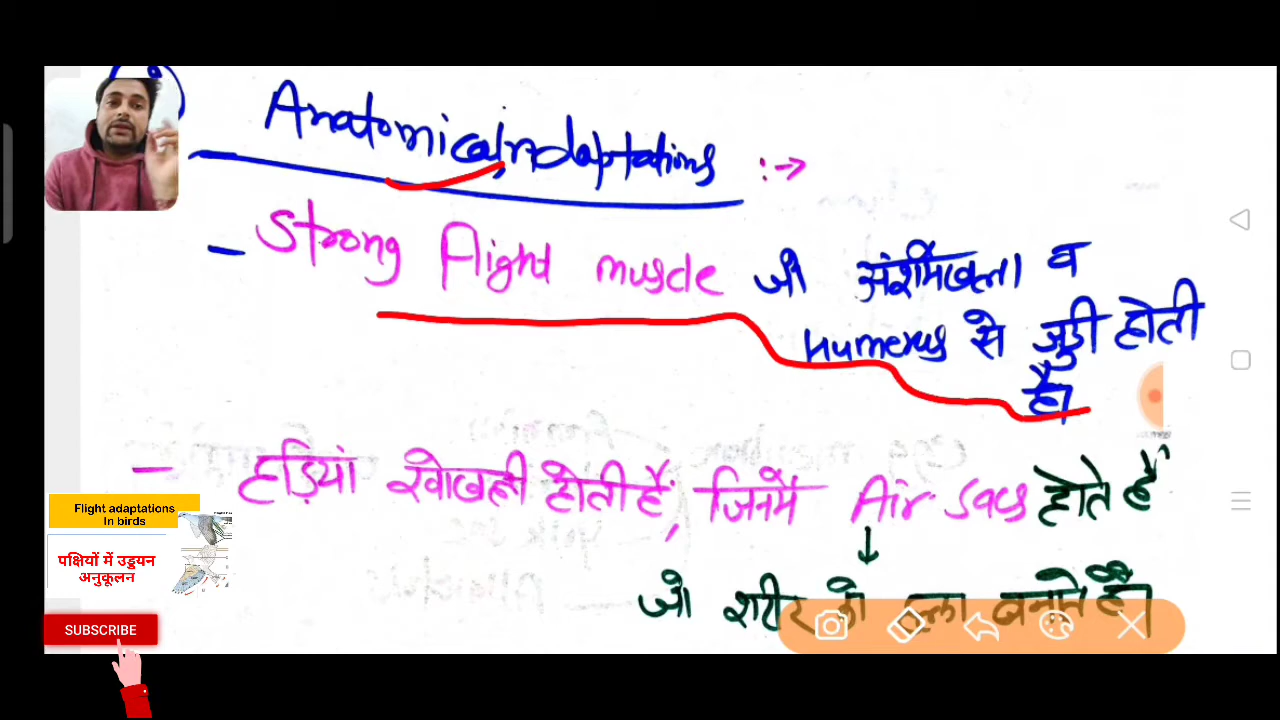 Anatomical adaptations :→
- Strong flight muscle जो अंशमेखला व
Humerus से जुडी होती
है।
- हड्डियां खोखली होती हैं, जिनमें Air sacs होते हैं
↓
जो शरीर को हल्का बनाते हैं।
Flight adaptations
In birds
पक्षियों में उड्डयन
अनुकूलन
SUBSCRIBE